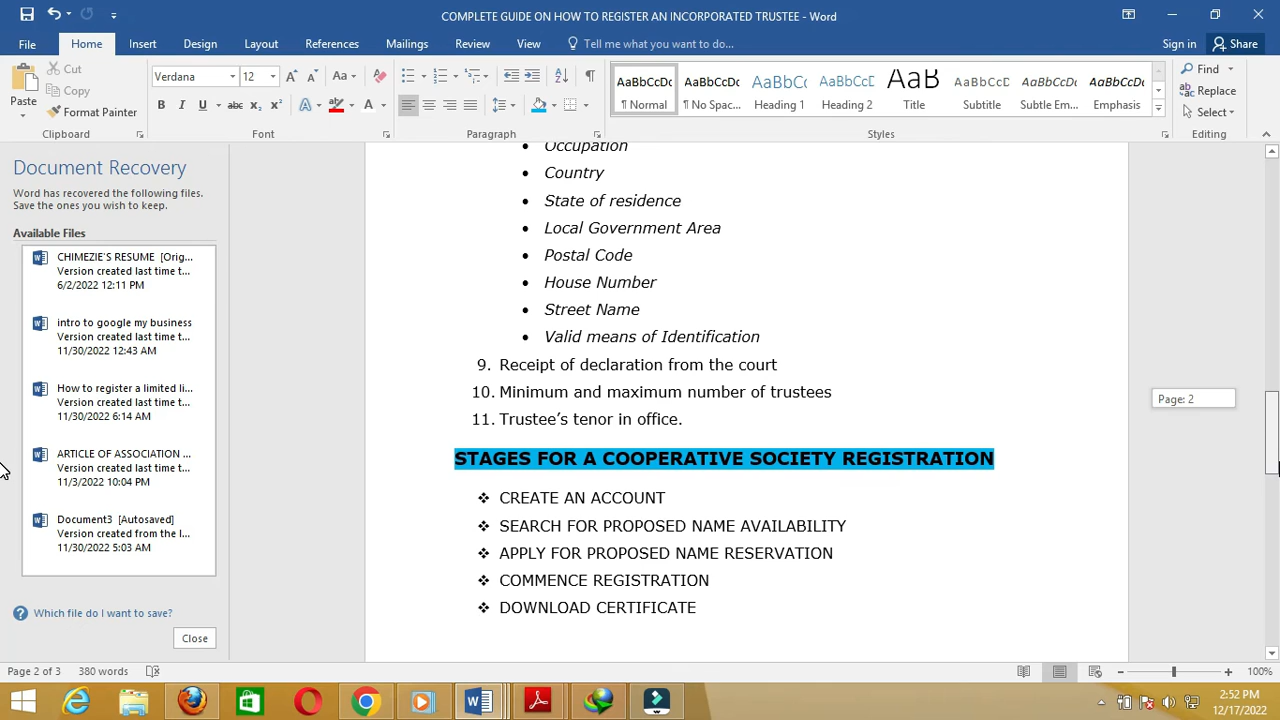 COMPLETE GUIDE ON HOW TO REGISTER AN INCORPORATED TRUSTEE - Word
File Home Insert Design Layout References Mailings Review View Tell me what you want to do... Sign in Share
Paste
Cut
Copy
Format Painter
Clipboard
Verdana 12
Font
Paragraph
AaBbCcDc AaBbCcDc AaBbCc AaBbCcDc AaB AaBbCcDc AaBbCcDc AaBbCcDc
¶ Normal ¶ No Spac... Heading 1 Heading 2 Title Subtitle Subtle Em... Emphasis
Styles
Find
Replace
Select
Editing
Document Recovery
Word has recovered the following files.
Save the ones you wish to keep.
Available Files
CHIMEZIE'S RESUME [Orig...
Version created last time t...
6/2/2022 12:11 PM
intro to google my business
Version created last time t...
11/30/2022 12:43 AM
How to register a limited li...
Version created last time t...
11/30/2022 6:14 AM
ARTICLE OF ASSOCIATION ...
Version created last time t...
11/3/2022 10:04 PM
Document3 [Autosaved]
Version created from the l...
11/30/2022 5:03 AM
Which file do I want to save?
Close
• Occupation
• Country
• State of residence
• Local Government Area
• Postal Code
• House Number
• Street Name
• Valid means of Identification
9. Receipt of declaration from the court
10. Minimum and maximum number of trustees
11. Trustee's tenor in office.
STAGES FOR A COOPERATIVE SOCIETY REGISTRATION
❖ CREATE AN ACCOUNT
❖ SEARCH FOR PROPOSED NAME AVAILABILITY
❖ APPLY FOR PROPOSED NAME RESERVATION
❖ COMMENCE REGISTRATION
❖ DOWNLOAD CERTIFICATE
Page: 2
Page 2 of 3 380 words
100%
2:52 PM
12/17/2022